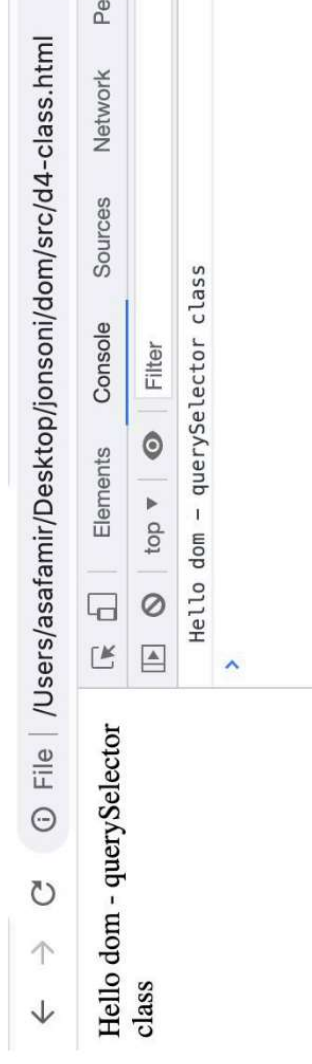 File | /Users/asafamir/Desktop/jonsoni/dom/src/d4-class.html
Hello dom - querySelector
class
Elements Console Sources Network Pe
top Filter
Hello dom – querySelector class